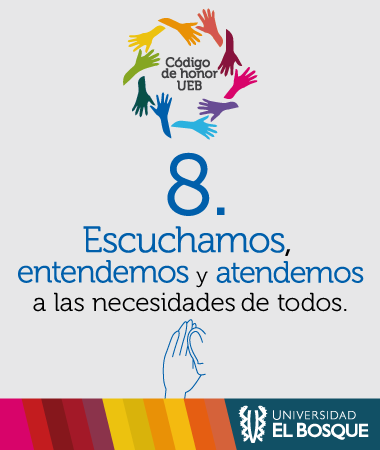 Código
de honor
UEB
8.
Escuchamos,
entendemos y atendemos
a las necesidades de todos.
UNIVERSIDAD
EL BOSQUE